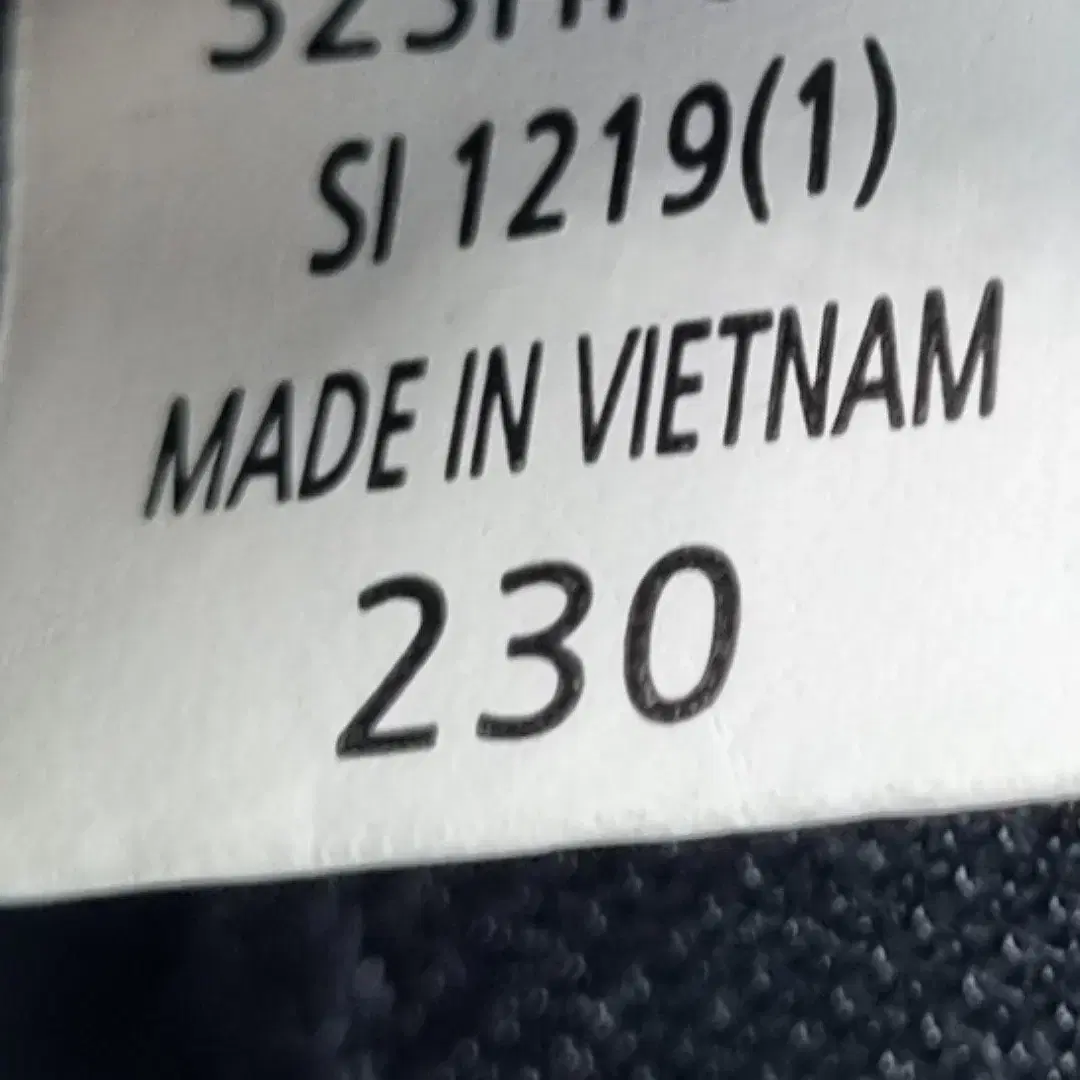 SI 1219(1)
MADE IN VIETNAM
230